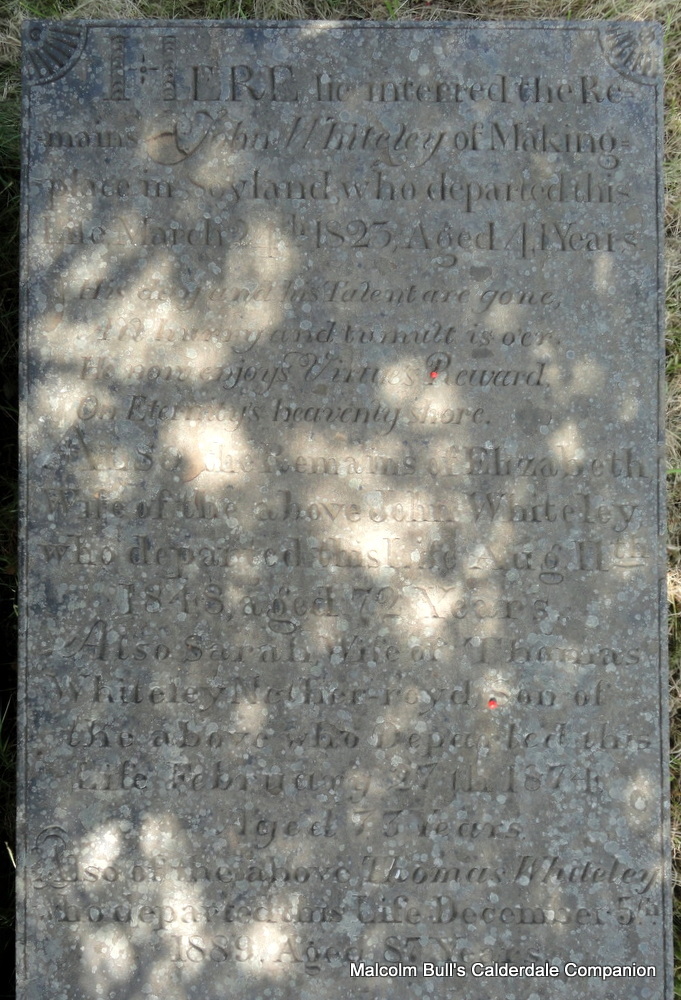 HERE lie interred the Re-
mains of John Whiteley of Making-
place in Soyland, who departed this
Life March 24th 1823, Aged 41 Years.
His and his Talent are gone,
and tumult is o'er.
He now enjoys Virtue's Reward,
On Eternity's heavenly shore.
ALSO the Remains of Elizabeth
Wife of the above John Whiteley
who departed this Life Aug 11th
1848, aged 72 Years
Also Sarah Wife of Thomas
Whiteley Nether-royd, Son of
the above who Departed this
Life February 27th 1874,
Aged 73 Years
Also of the above Thomas Whiteley
who departed this Life December 5th
1889, Aged 87 Years.
Malcolm Bull's Calderdale Companion